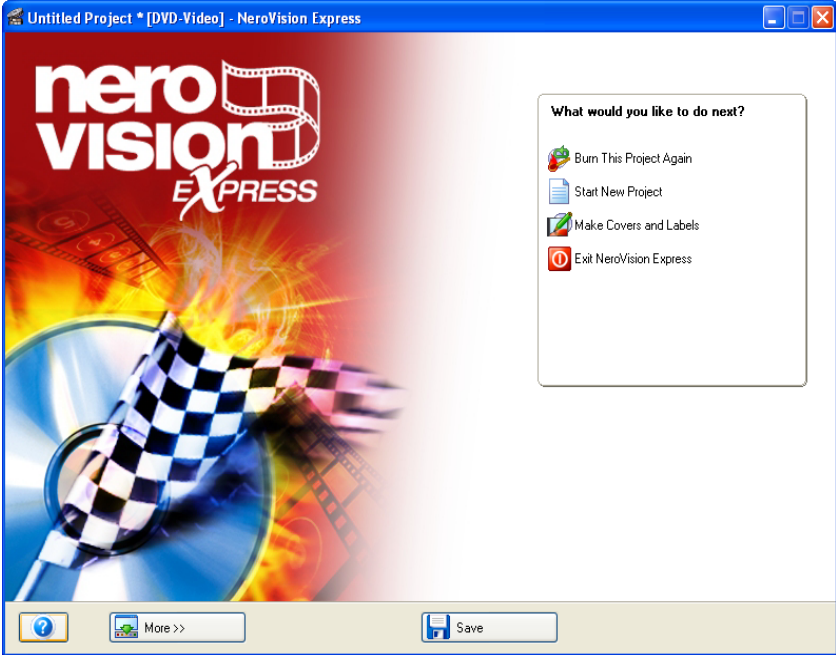 Untitled Project * [DVD-Video] - NeroVision Express
nero
vision
EXPRESS
What would you like to do next?
Burn This Project Again
Start New Project
Make Covers and Labels
Exit NeroVision Express
More >>
Save